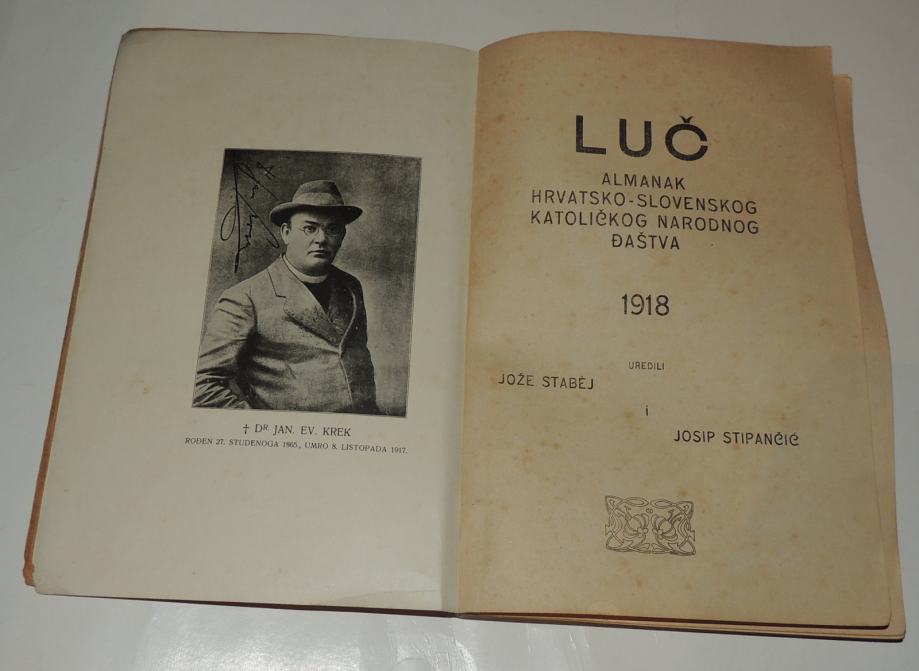 † DR. JAN. EV. KREK
ROĐEN 27. STUDENOGA 1865, UMRO 8. LISTOPADA 1917.
LUČ
ALMANAK
HRVATSKO-SLOVENSKOG
KATOLIČKOG NARODNOG
ĐAŠTVA
1918
UREDILI
JOŽE STABÈJ
i
JOSIP STIPANČIĆ